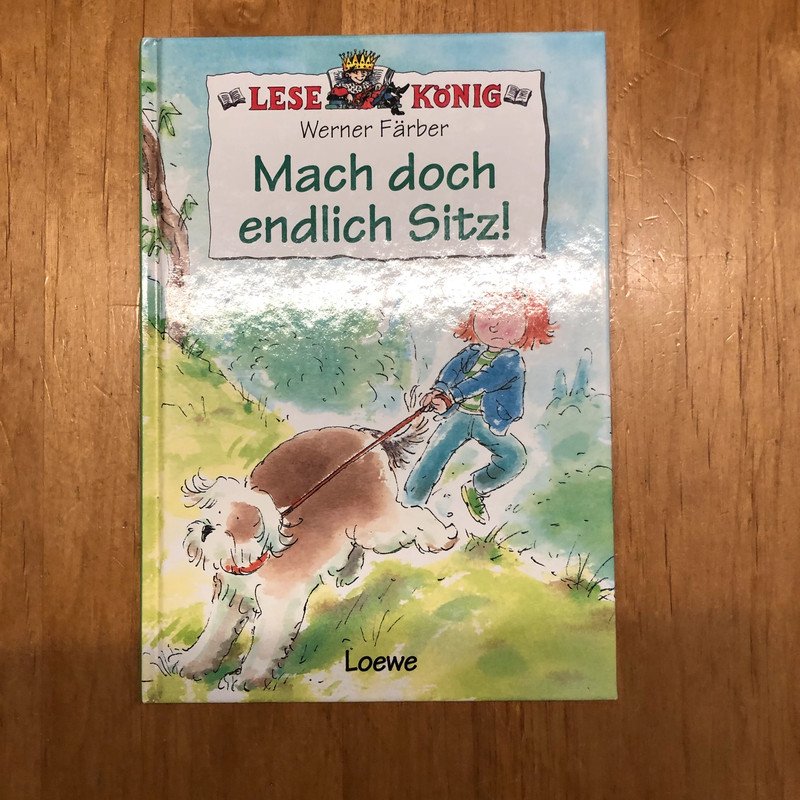 LESE KÖNIG
Werner Färber
Mach doch
endlich Sitz!
Loewe